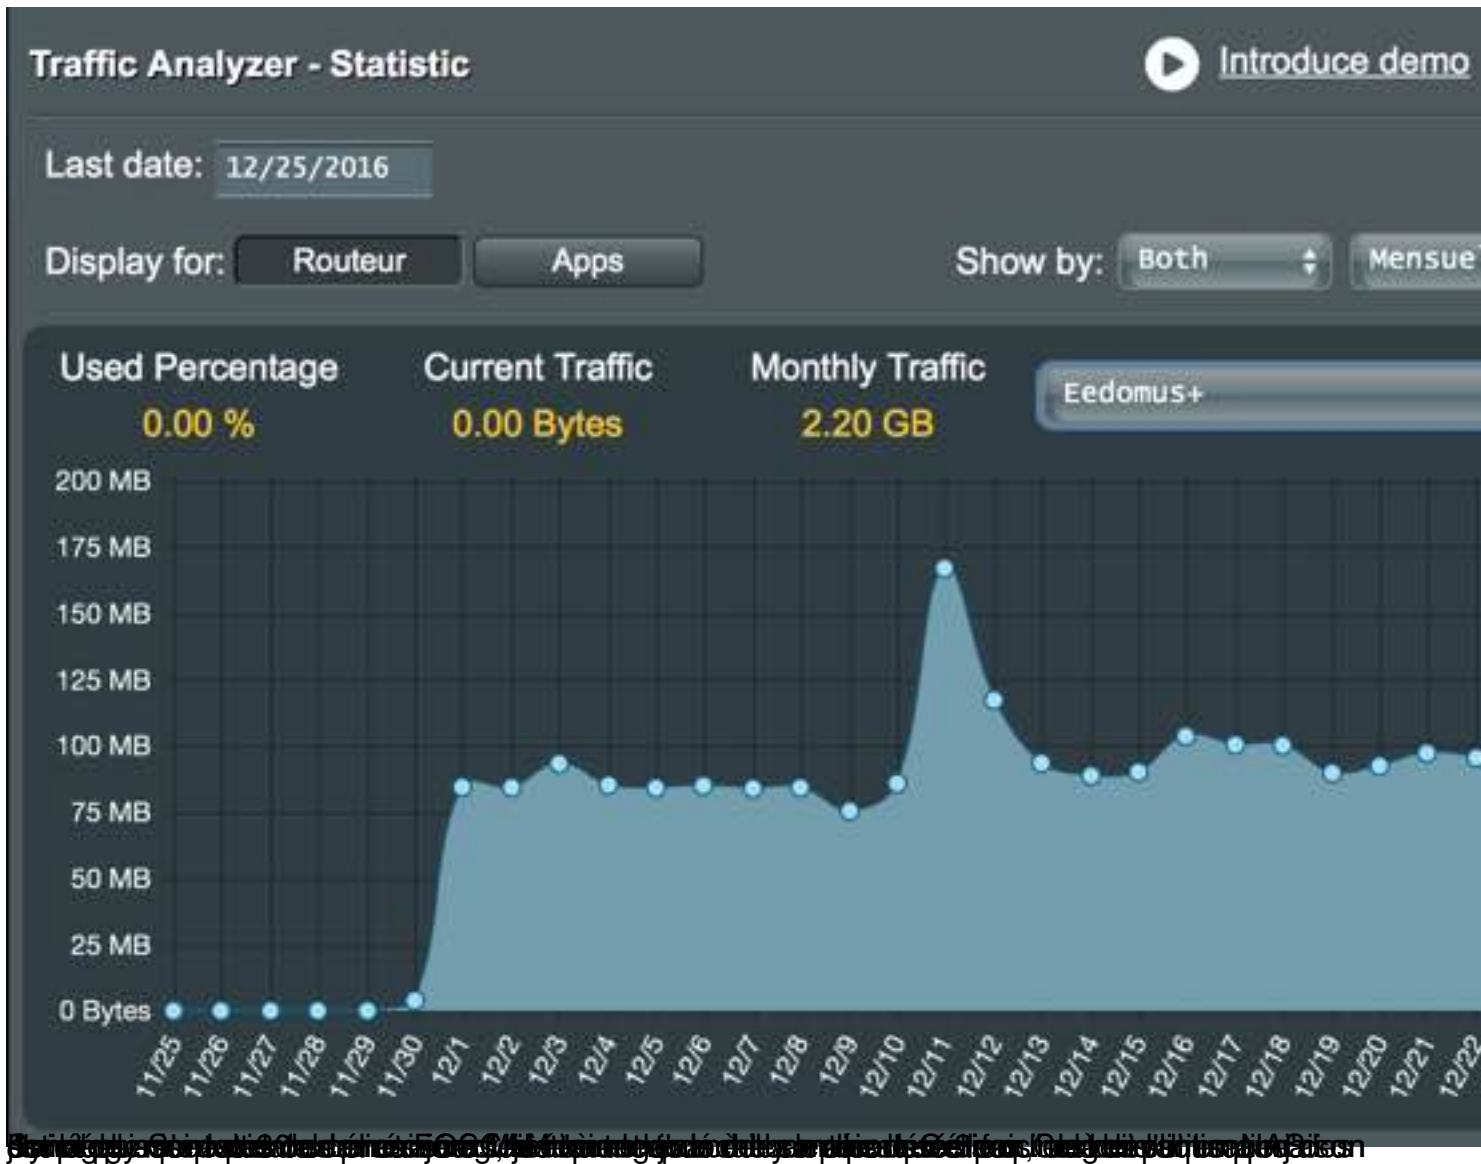 Traffic Analyzer - Statistic
Introduce demo
Last date: 12/25/2016
Display for: Routeur Apps Show by: Both Mensue
Used Percentage Current Traffic Monthly Traffic
Eedomus+
0.00 % 0.00 Bytes 2.20 GB
200 MB
175 MB
150 MB
125 MB
100 MB
75 MB
50 MB
25 MB
0 Bytes
11/25 11/26 11/27 11/28 11/29 11/30 12/1 12/2 12/3 12/4 12/5 12/6 12/7 12/8 12/9 12/10 12/11 12/12 12/13 12/14 12/15 12/16 12/17 12/18 12/19 12/20 12/21 12/22